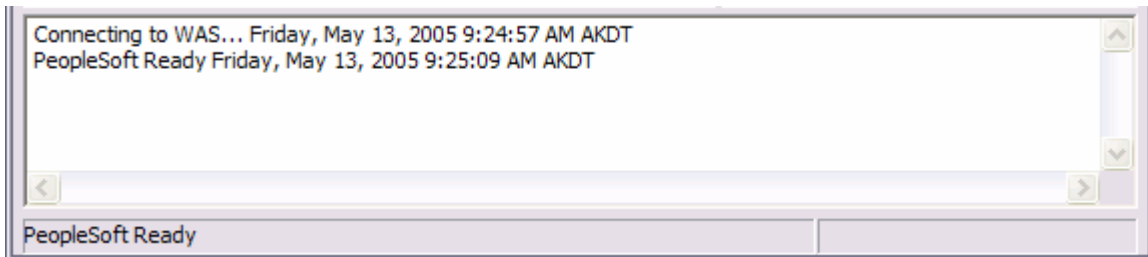 Connecting to WAS... Friday, May 13, 2005 9:24:57 AM AKDT
PeopleSoft Ready Friday, May 13, 2005 9:25:09 AM AKDT
PeopleSoft Ready